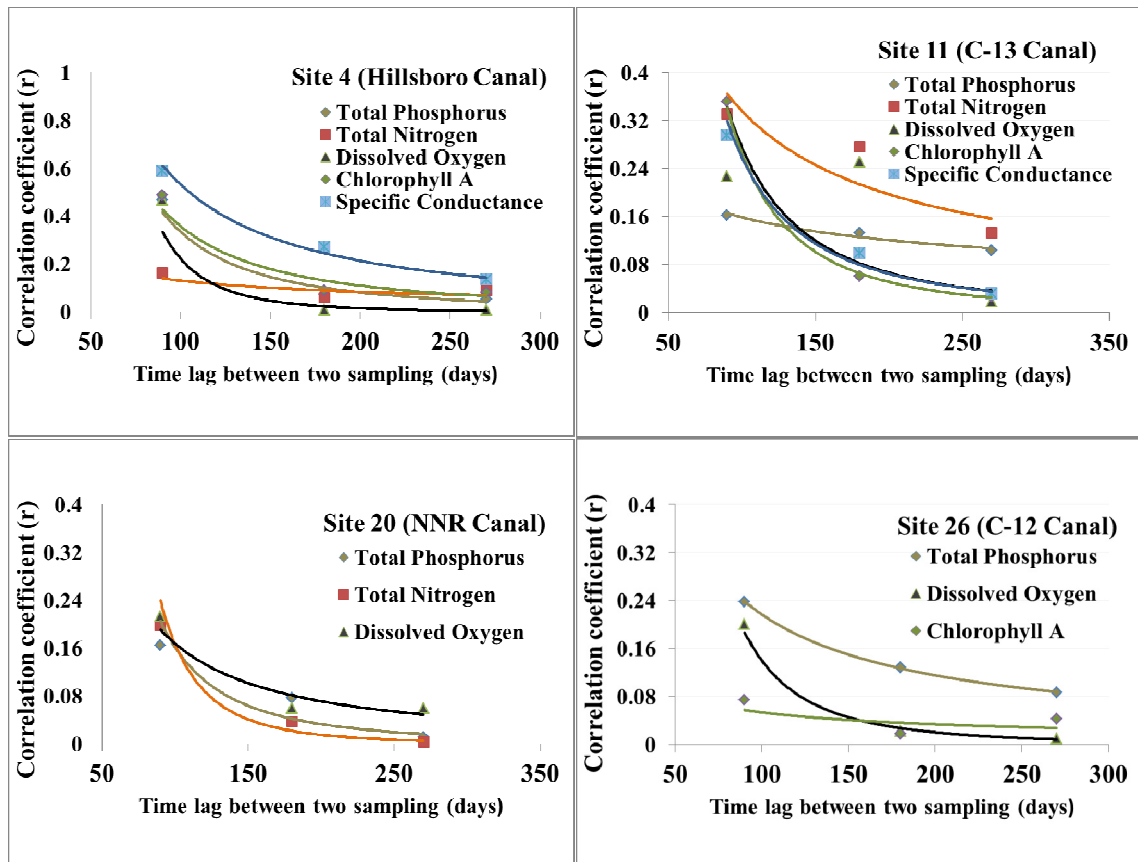 Site 4 (Hillsboro Canal)
Total Phosphorus
Total Nitrogen
Dissolved Oxygen
Chlorophyll A
Specific Conductance
Correlation coefficient (r)
1
0.8
0.6
0.4
0.2
0
50 100 150 200 250 300
Time lag between two sampling (days)
Site 11 (C-13 Canal)
Total Phosphorus
Total Nitrogen
Dissolved Oxygen
Chlorophyll A
Specific Conductance
Correlation coefficient (r)
0.4
0.32
0.24
0.16
0.08
0
50 150 250 350
Time lag between two sampling (days)
Site 20 (NNR Canal)
Total Phosphorus
Total Nitrogen
Dissolved Oxygen
Correlation coefficient (r)
0.4
0.32
0.24
0.16
0.08
0
50 150 250 350
Time lag between two sampling (days)
Site 26 (C-12 Canal)
Total Phosphorus
Dissolved Oxygen
Chlorophyll A
Correlation coefficient (r)
0.4
0.32
0.24
0.16
0.08
0
50 100 150 200 250 300
Time lag between two sampling (days)